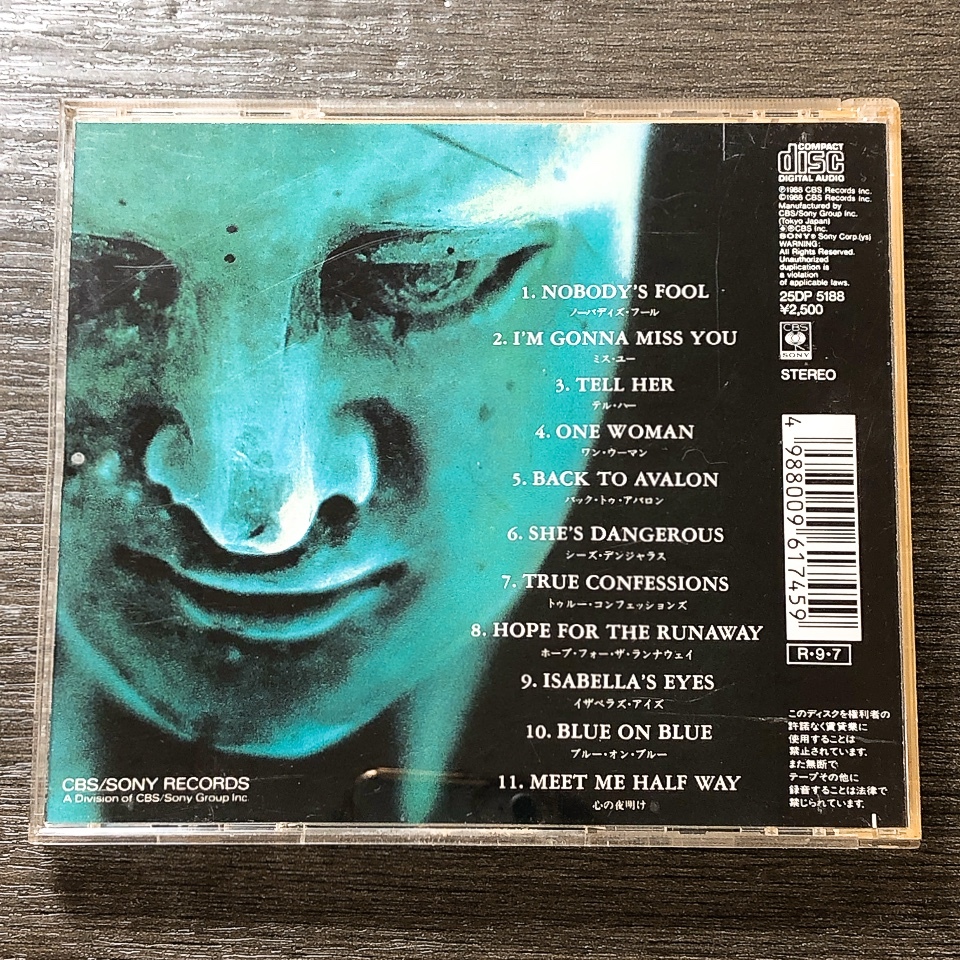 1. NOBODY'S FOOL
ノーバディズ・フール
2. I'M GONNA MISS YOU
ミス・ユー
3. TELL HER
テル・ハー
4. ONE WOMAN
ワン・ウーマン
5. BACK TO AVALON
バック・トゥ・アバロン
6. SHE'S DANGEROUS
シーズ・デンジャラス
7. TRUE CONFESSIONS
トゥルー・コンフェッションズ
8. HOPE FOR THE RUNAWAY
ホープ・フォー・ザ・ランナウェイ
9. ISABELLA'S EYES
イザベラズ・アイズ
10. BLUE ON BLUE
ブルー・オン・ブルー
11. MEET ME HALF WAY
心の夜明け
CBS/SONY RECORDS
A Division of CBS/Sony Group Inc.
COMPACT
disc
DIGITAL AUDIO
℗1988 CBS Records Inc.
©1988 CBS Records Inc.
Manufactured by
CBS/Sony Group Inc.
(Tokyo Japan)
®CBS Inc.
SONY® Sony Corp.(ys)
WARNING:
All Rights Reserved.
Unauthorized
duplication is
a violation
of applicable laws.
25DP 5188
¥2,500
CBS
SONY
STEREO
4 988009 617459
R・9・7
このディスクを権利者の
許諾なく賃貸業に
使用することは
禁止されています。
また無断で
テープその他に
録音することは法律で
禁じられています。